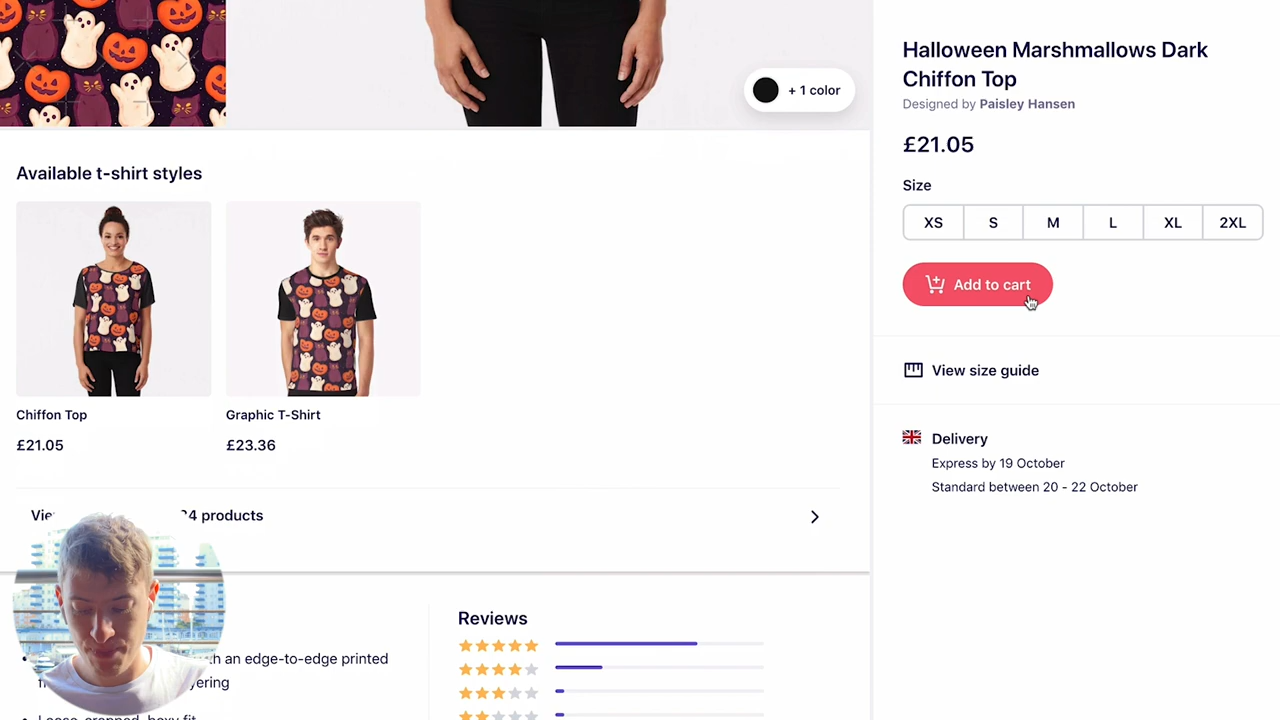 + 1 color
Halloween Marshmallows Dark
Chiffon Top
Designed by Paisley Hansen
£21.05
Size
XS S M L XL 2XL
Add to cart
View size guide
Delivery
Express by 19 October
Standard between 20 - 22 October
Available t-shirt styles
Chiffon Top
£21.05
Graphic T-Shirt
£23.36
products
an edge-to-edge printed
Reviews